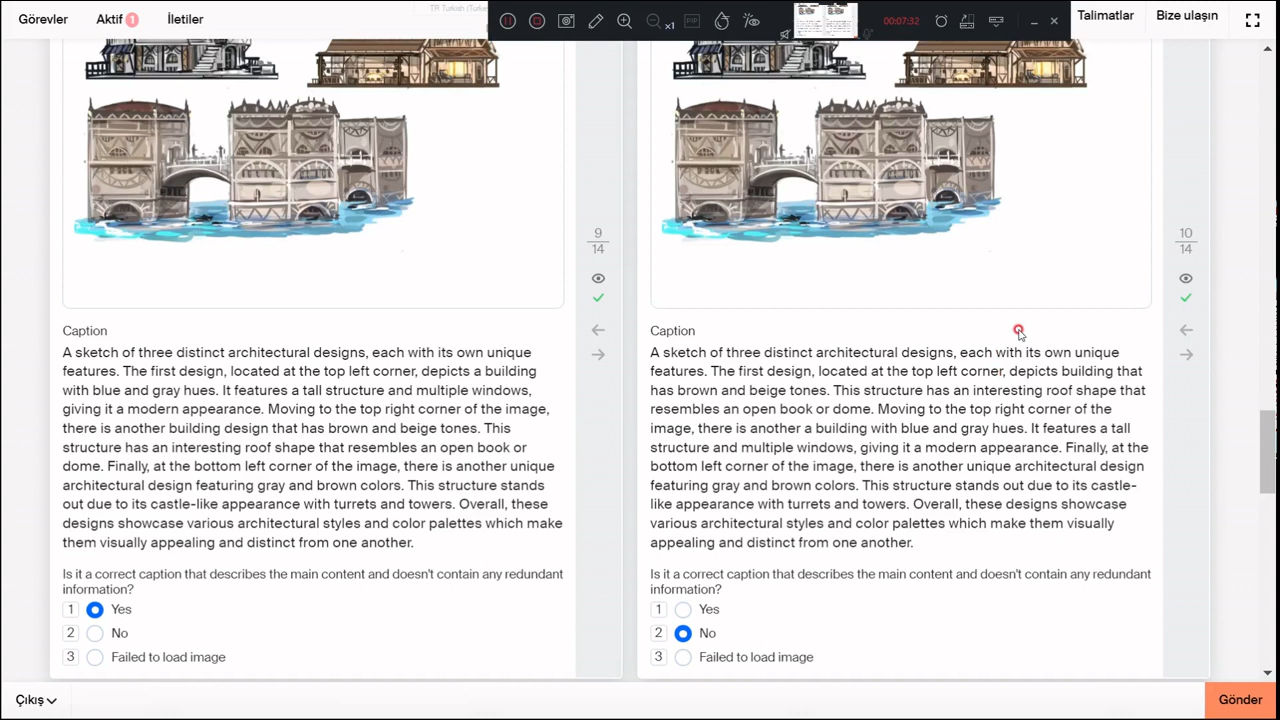 Görevler
Aktif 1
İletiler
TR Turkish (Turke
x1
PIP
00:07:32
Talimatlar
Bize ulaşın
9
14
Caption
A sketch of three distinct architectural designs, each with its own unique
features. The first design, located at the top left corner, depicts a building
with blue and gray hues. It features a tall structure and multiple windows,
giving it a modern appearance. Moving to the top right corner of the image,
there is another building design that has brown and beige tones. This
structure has an interesting roof shape that resembles an open book or
dome. Finally, at the bottom left corner of the image, there is another unique
architectural design featuring gray and brown colors. This structure stands
out due to its castle-like appearance with turrets and towers. Overall, these
designs showcase various architectural styles and color palettes which make
them visually appealing and distinct from one another.
Is it a correct caption that describes the main content and doesn't contain any redundant
information?
1 Yes
2 No
3 Failed to load image
10
14
Caption
A sketch of three distinct architectural designs, each with its own unique
features. The first design, located at the top left corner, depicts building that
has brown and beige tones. This structure has an interesting roof shape that
resembles an open book or dome. Moving to the top right corner of the
image, there is another a building with blue and gray hues. It features a tall
structure and multiple windows, giving it a modern appearance. Finally, at the
bottom left corner of the image, there is another unique architectural design
featuring gray and brown colors. This structure stands out due to its castle-
like appearance with turrets and towers. Overall, these designs showcase
various architectural styles and color palettes which make them visually
appealing and distinct from one another.
Is it a correct caption that describes the main content and doesn't contain any redundant
information?
1 Yes
2 No
3 Failed to load image
Çıkış
Gönder